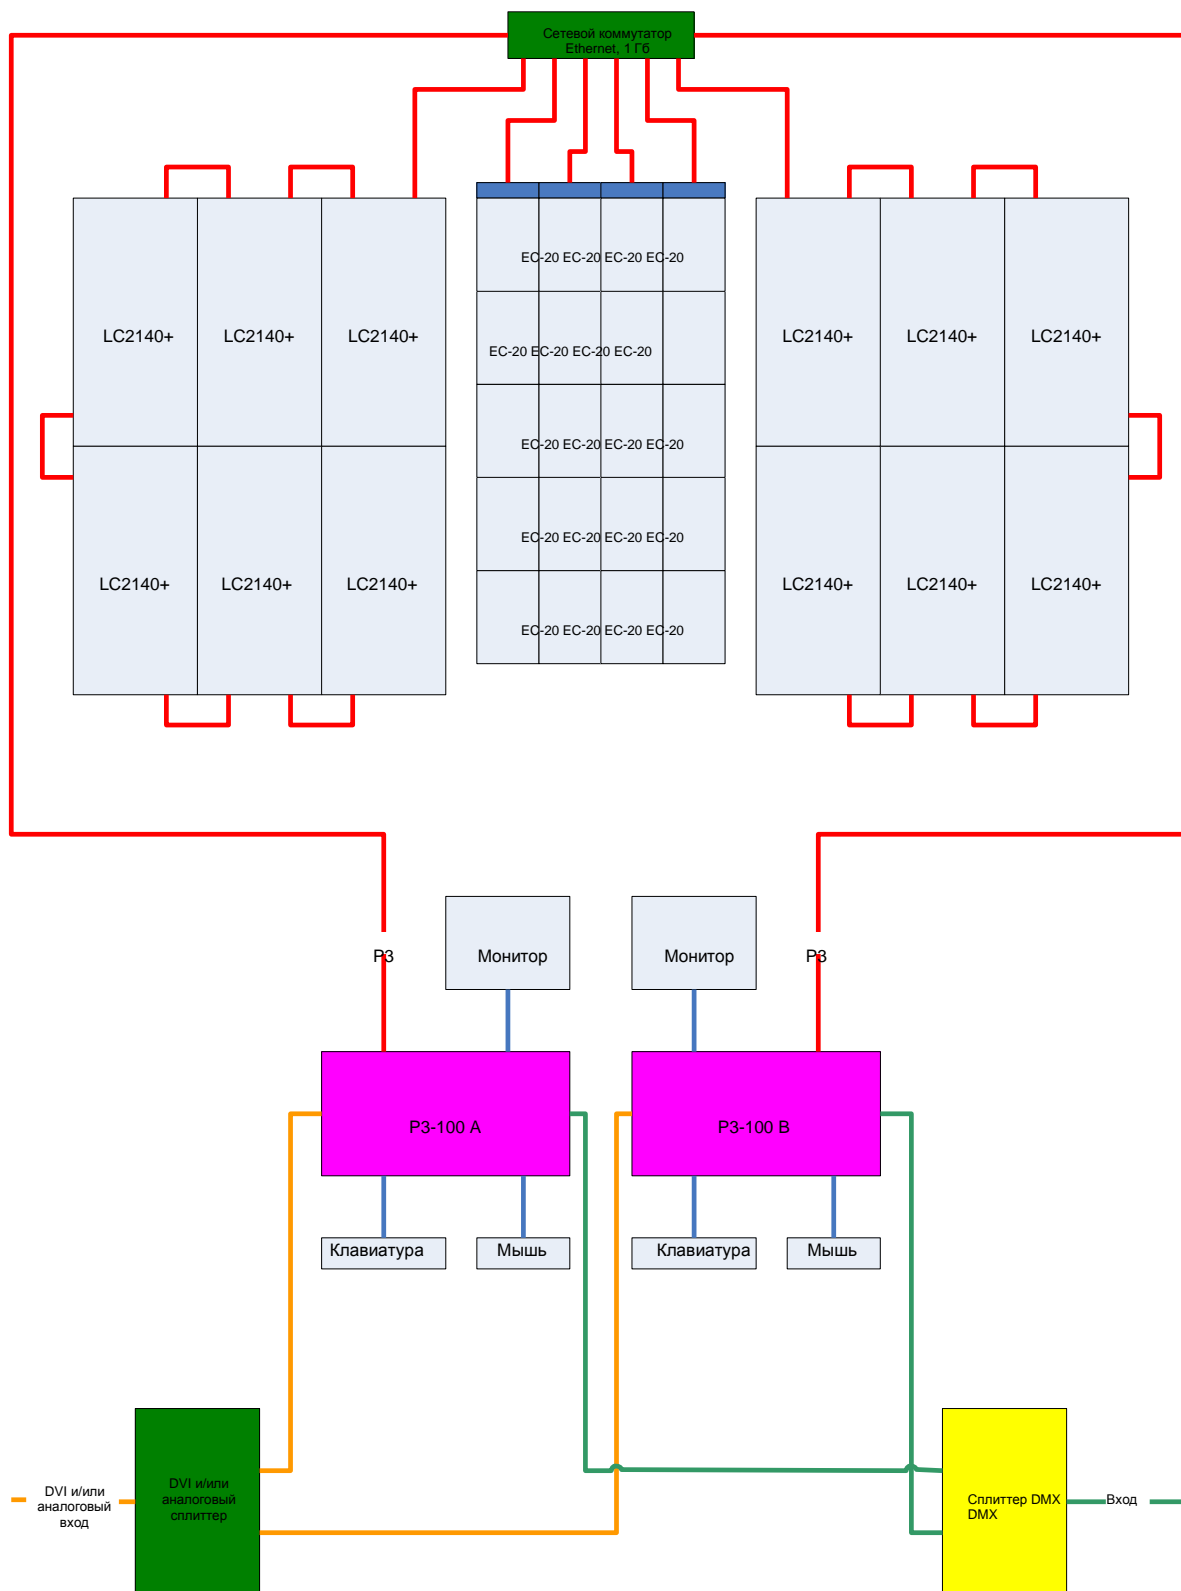 Сетевой коммутатор
Ethernet, 1 Гб
EC-20 EC-20 EC-20 EC-20
LC2140+ LC2140+ LC2140+
EC-20 EC-20 EC-20 EC-20
LC2140+ LC2140+ LC2140+
EC-20 EC-20 EC-20 EC-20
EC-20 EC-20 EC-20 EC-20
LC2140+ LC2140+ LC2140+
LC2140+ LC2140+ LC2140+
EC-20 EC-20 EC-20 EC-20
P3
Монитор
Монитор
P3
P3-100 A
P3-100 B
Клавиатура
Мышь
Клавиатура
Мышь
DVI и/или
аналоговый
вход
DVI и/или
аналоговый
сплиттер
Сплиттер DMX
DMX
Вход